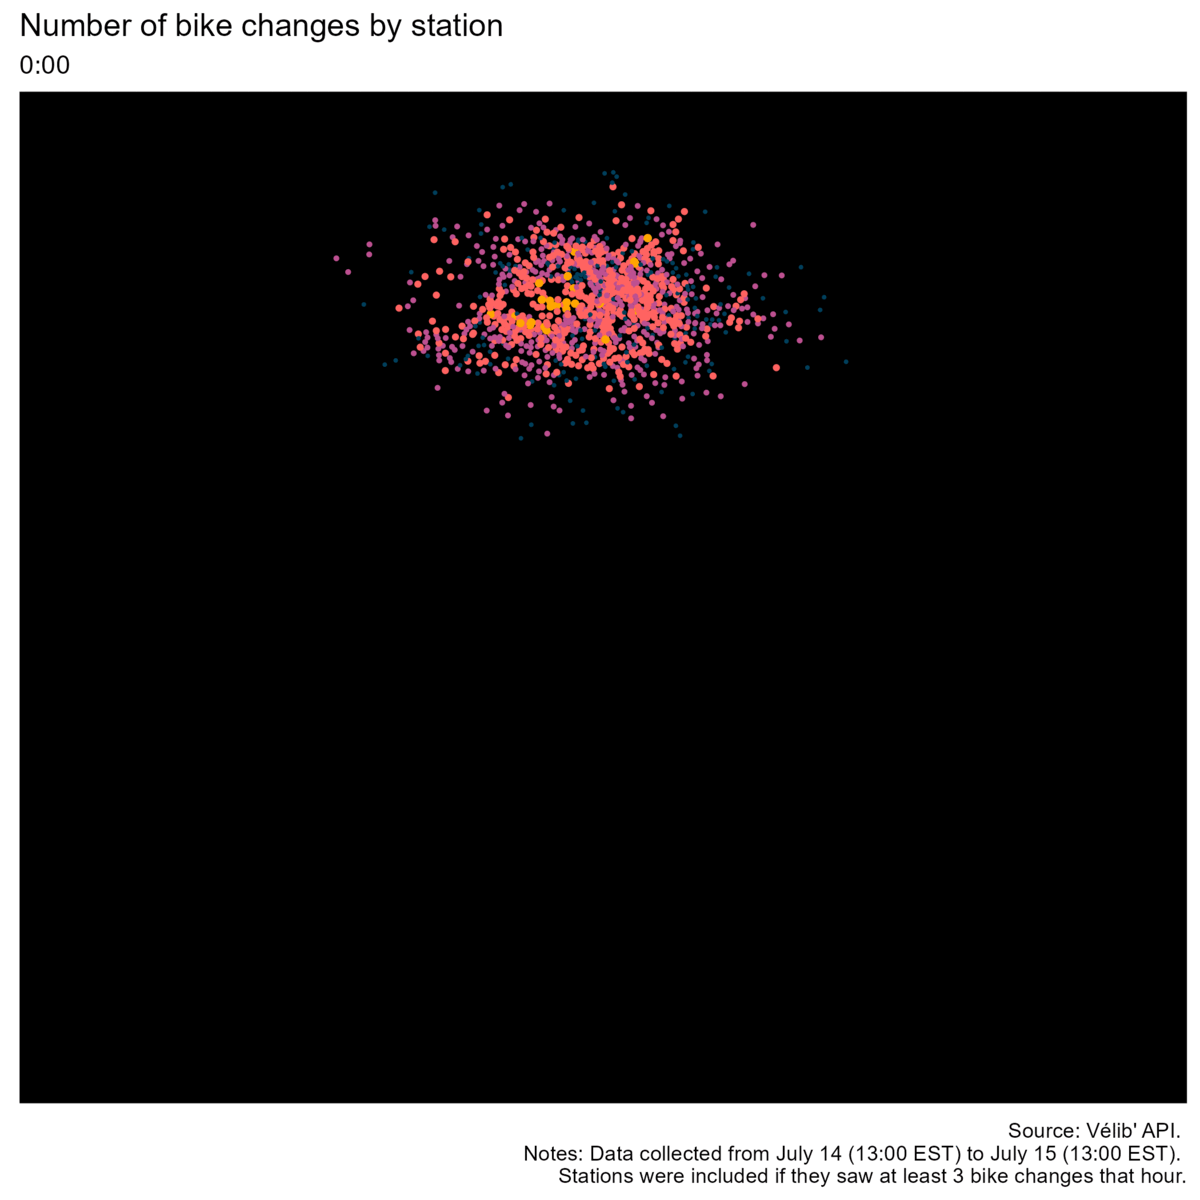 Number of bike changes by station
0:00
Source: Vélib' API.
Notes: Data collected from July 14 (13:00 EST) to July 15 (13:00 EST).
Stations were included if they saw at least 3 bike changes that hour.